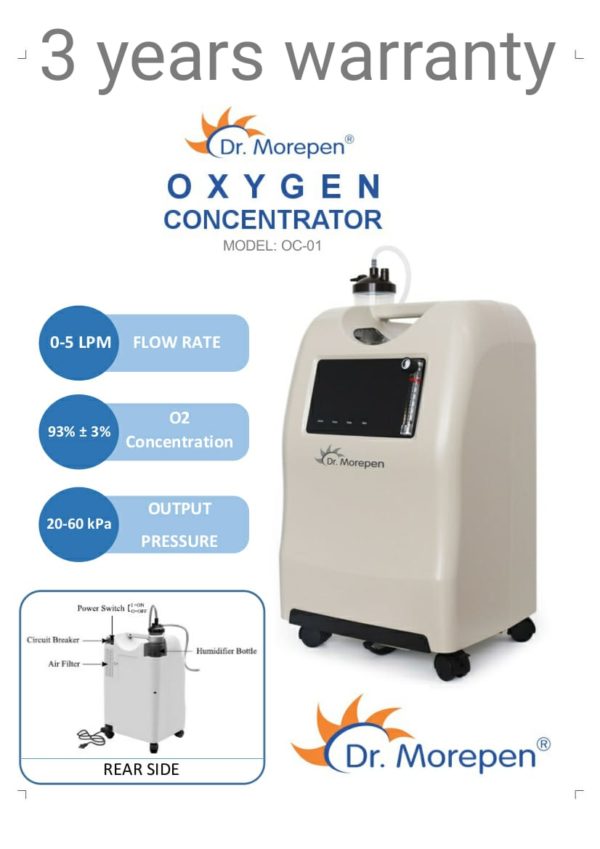 3 years warranty
Dr. Morepen®
OXYGEN
CONCENTRATOR
MODEL: OC-01
0-5 LPM FLOW RATE
93% ± 3%
O2
Concentration
20-60 kPa
OUTPUT
PRESSURE
Dr. Morepen
Power Switch
I =ON
O=OFF
Circuit Breaker
Humidifier Bottle
Air Filter
REAR SIDE
Dr. Morepen®